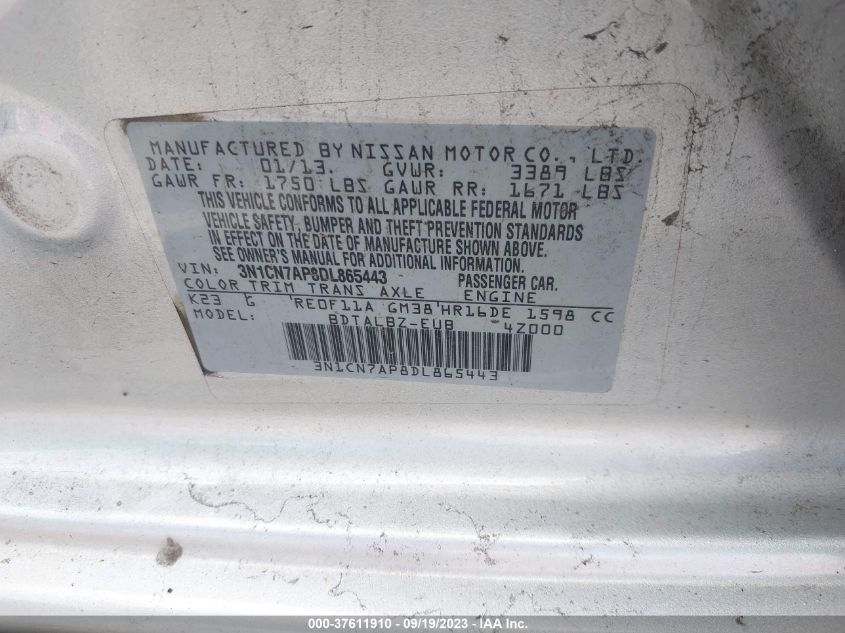 MANUFACTURED BY NISSAN MOTOR CO., LTD.
DATE: 01/13. GVWR: 3389 LBS
GAWR FR: 1750 LBS GAWR RR: 1671 LBS
THIS VEHICLE CONFORMS TO ALL APPLICABLE FEDERAL MOTOR
VEHICLE SAFETY, BUMPER AND THEFT PREVENTION STANDARDS
IN EFFECT ON THE DATE OF MANUFACTURE SHOWN ABOVE.
SEE OWNER'S MANUAL FOR ADDITIONAL INFORMATION.
VIN: 3N1CN7AP8DL865443 PASSENGER CAR.
COLOR TRIM TRANS AXLE ENGINE
K23 G 'RE0F11A GM38'HR16DE 1598 CC
MODEL: BDTALBZ-EUB 4Z000
3N1CN7AP8DL865443
000-37611910 - 09/19/2023 - IAA Inc.